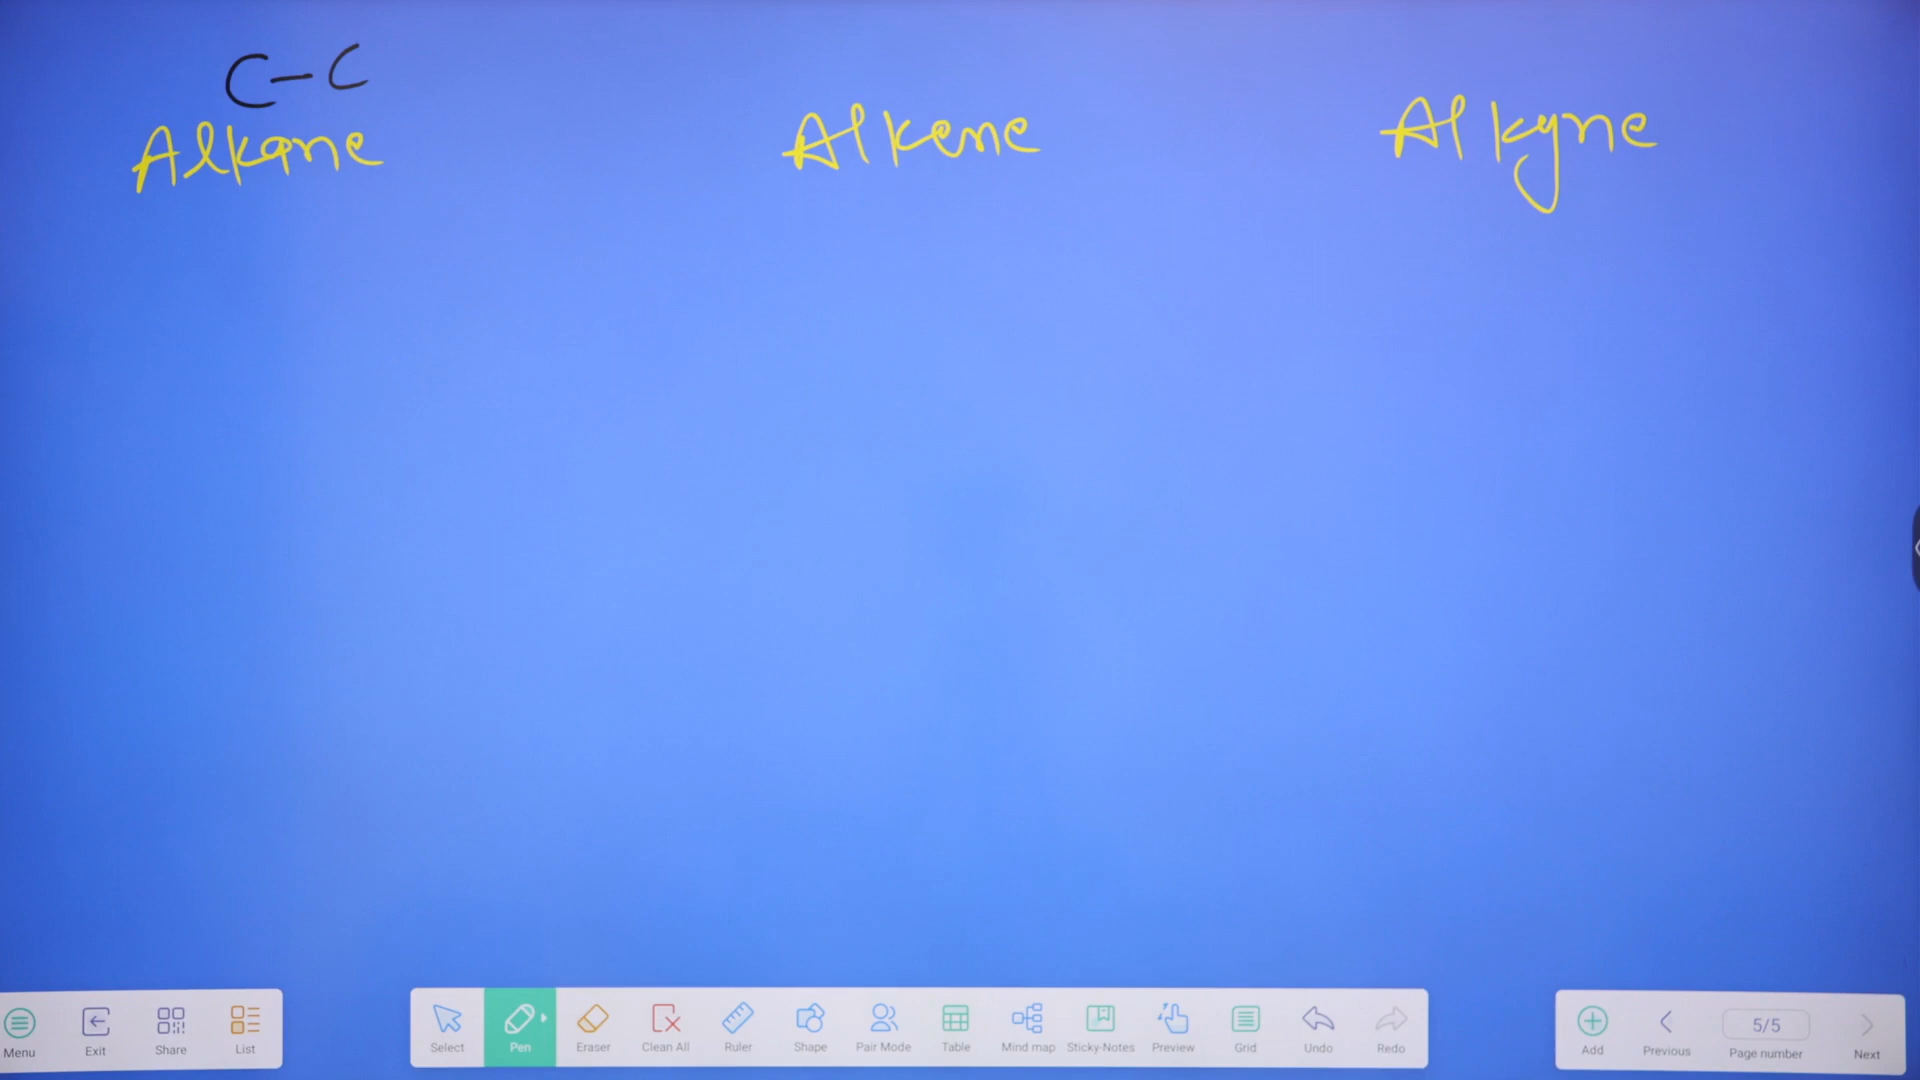 C-C
Alkane Alkene Alkyne
Menu Exit Share List
Select Pen Eraser Clean All Ruler Shape Pair Mode Table Mind map Sticky-Notes Preview Grid Undo Redo
Add Previous 5/5 Page number Next